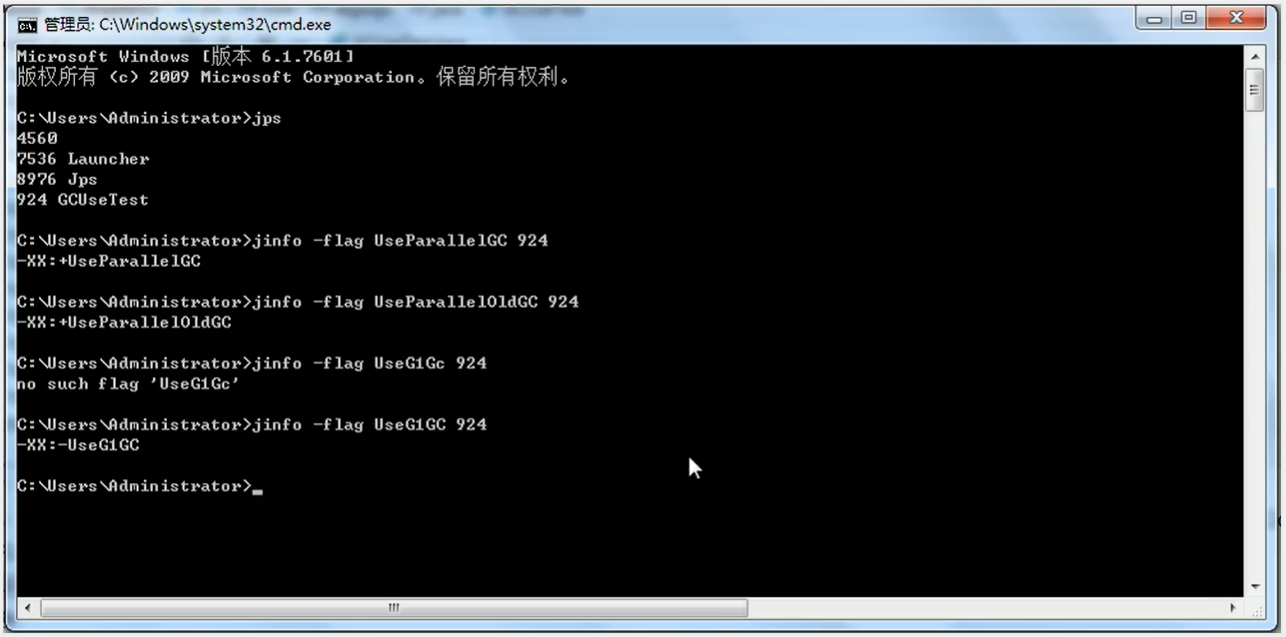 管理员: C:\Windows\system32\cmd.exe
Microsoft Windows [版本 6.1.7601]
版权所有 (c) 2009 Microsoft Corporation。保留所有权利。
C:\Users\Administrator>jps
4560
7536 Launcher
8976 Jps
924 GCUseTest
C:\Users\Administrator>jinfo -flag UseParallelGC 924
-XX:+UseParallelGC
C:\Users\Administrator>jinfo -flag UseParallelOldGC 924
-XX:+UseParallelOldGC
C:\Users\Administrator>jinfo -flag UseG1Gc 924
no such flag 'UseG1Gc'
C:\Users\Administrator>jinfo -flag UseG1GC 924
-XX:-UseG1GC
C:\Users\Administrator>_